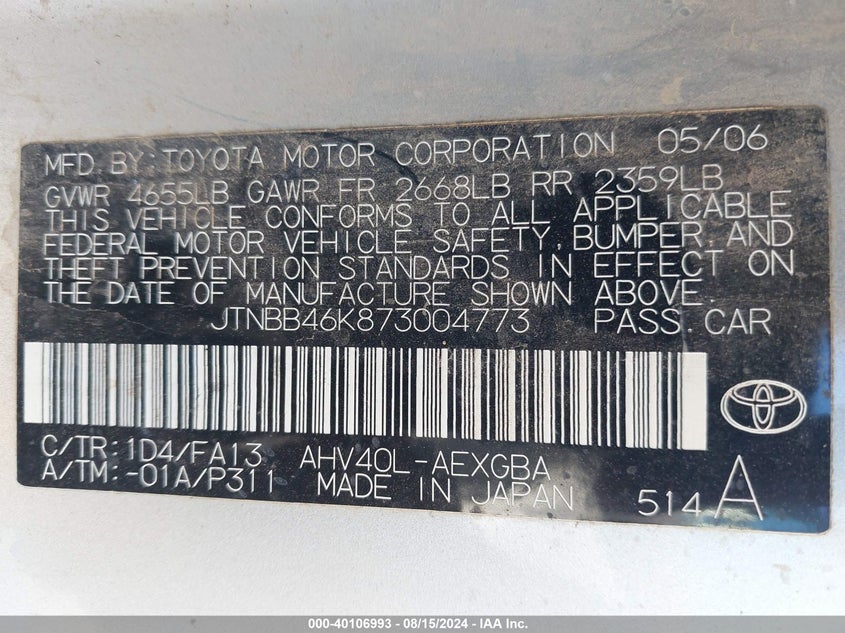 MFD. BY: TOYOTA MOTOR CORPORATION 05/06
GVWR 4655LB GAWR FR 2668LB RR 2359LB
THIS VEHICLE CONFORMS TO ALL APPLICABLE
FEDERAL MOTOR VEHICLE SAFETY, BUMPER, AND
THEFT PREVENTION STANDARDS IN EFFECT ON
THE DATE OF MANUFACTURE SHOWN ABOVE.
JTNBB46K873004773 PASS. CAR
C/TR: 1D4/FA13 AHV40L-AEXGBA
A/TM: -01A/P311 MADE IN JAPAN 514 A
000-40106993 - 08/15/2024 - IAA Inc.